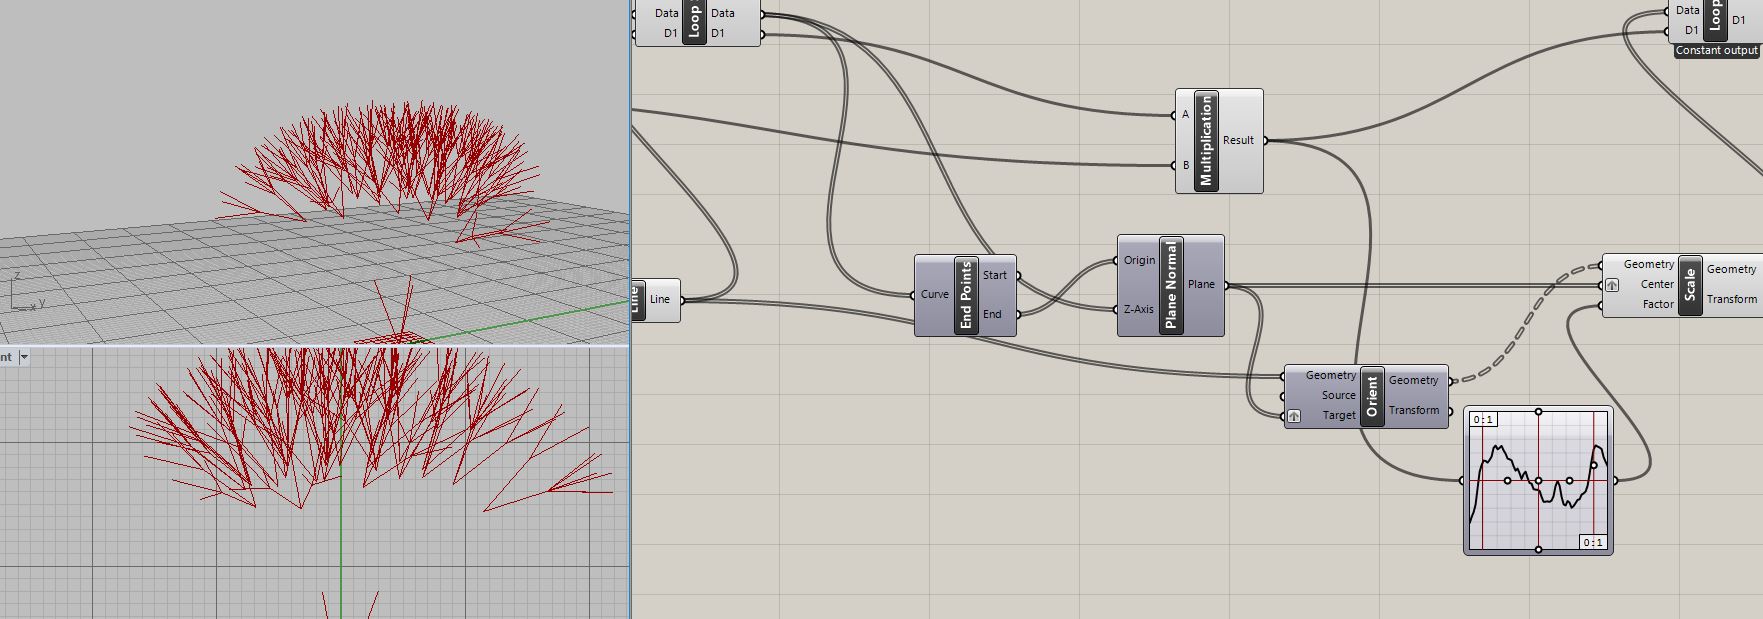 Data
Loop
Data
D1
D1
Data
Loop
D1
D1
Constant output
A
Multiplication
Result
B
z
x
y
Line
Line
Curve
End Points
Start
End
Origin
Plane Normal
Plane
Z-Axis
Geometry
Scale
Geometry
Center
Factor
Transform
Geometry
Orient
Geometry
Source
Target
Transform
nt
0:1
0:1